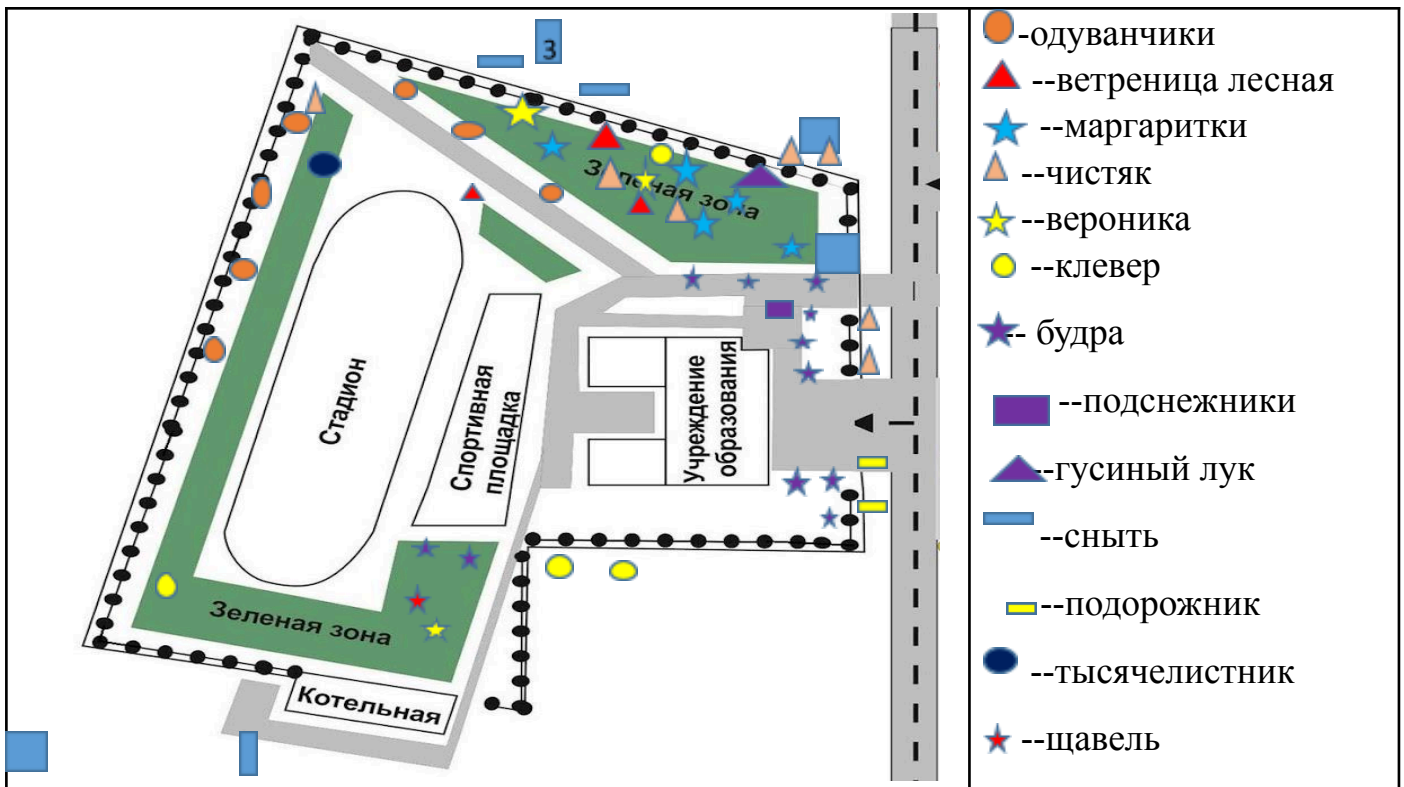 3
Зеленая зона
Стадион
Спортивная
площадка
Учреждение
образования
Зеленая зона
Котельная
-одуванчики
--ветреница лесная
--маргаритки
--чистяк
--вероника
--клевер
- будра
--подснежники
-гусиный лук
--сныть
--подорожник
--тысячелистник
--щавель